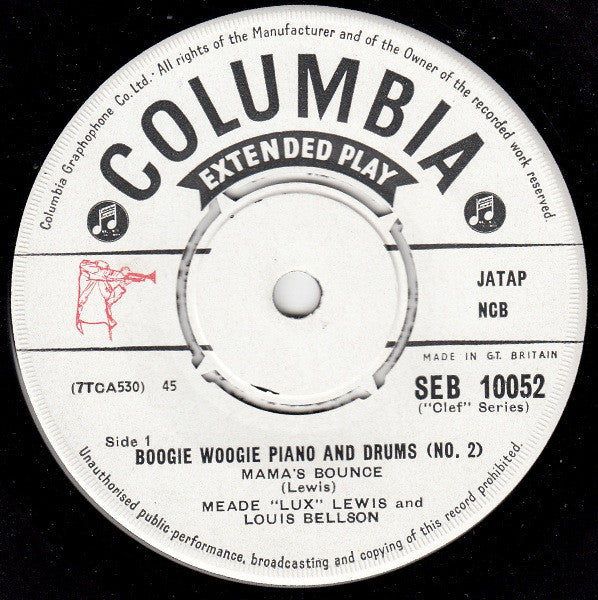 Columbia Graphophone Co. Ltd. · All rights of the Manufacturer and of the Owner of the recorded work reserved
COLUMBIA
EXTENDED PLAY
JATAP
NCB
MADE IN GT. BRITAIN
(7TCA530) 45
SEB 10052
("Clef" Series)
Side 1
BOOGIE WOOGIE PIANO AND DRUMS (NO. 2)
MAMA'S BOUNCE
(Lewis)
MEADE "LUX" LEWIS and
LOUIS BELLSON
Unauthorised public performance, broadcasting and copying of this record prohibited.